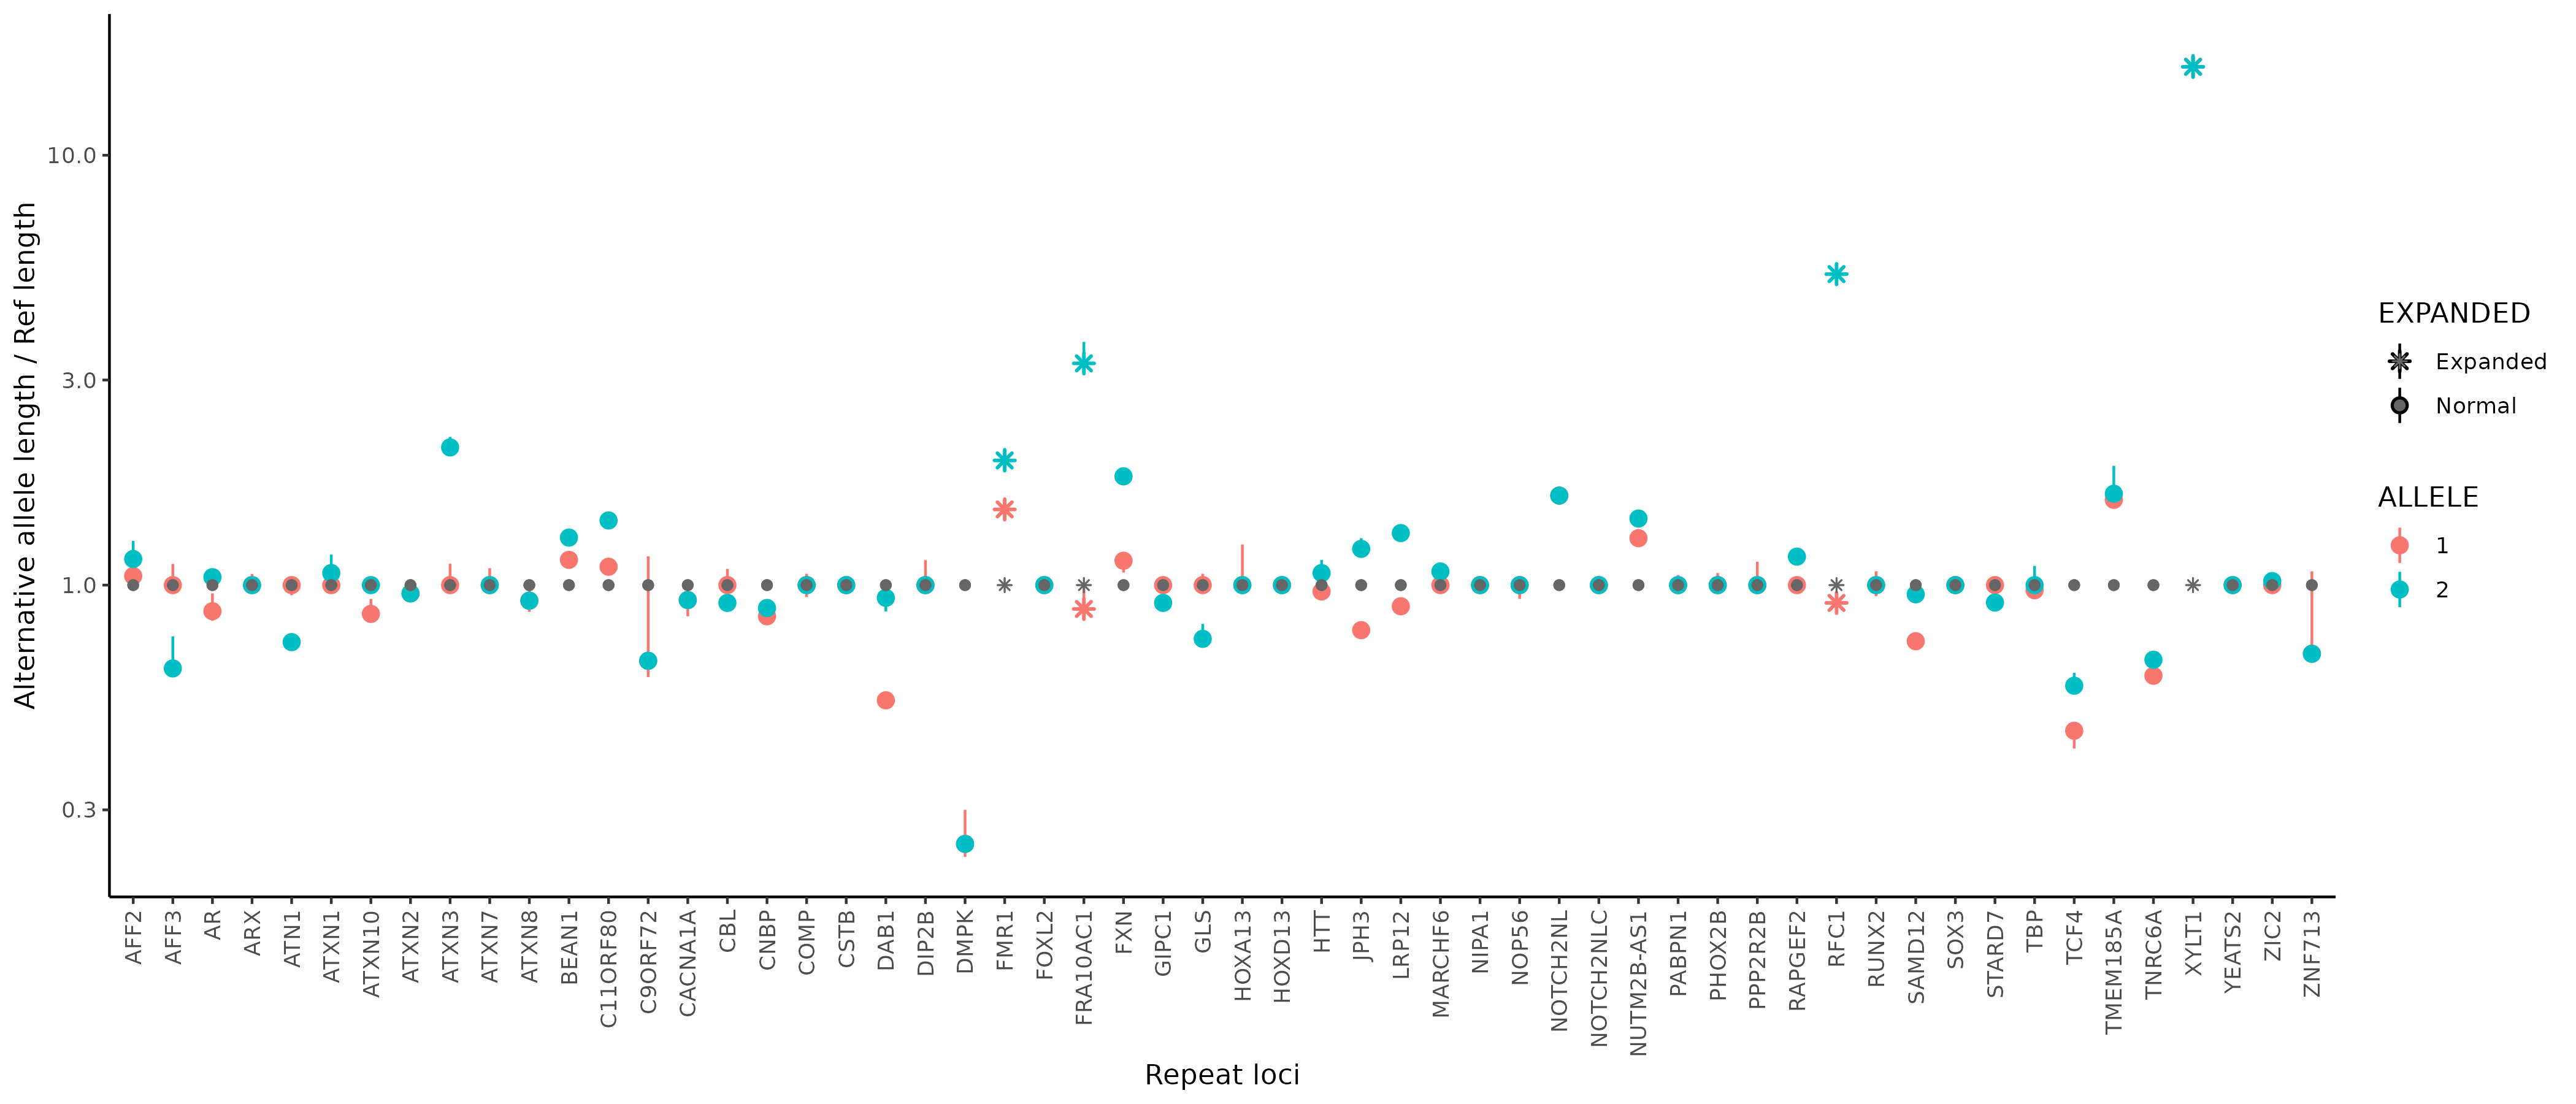 Alternative allele length / Ref length
10.0
3.0
1.0
0.3
AFF2
AFF3
AR
ARX
ATN1
ATXN1
ATXN10
ATXN2
ATXN3
ATXN7
ATXN8
BEAN1
C11ORF80
C9ORF72
CACNA1A
CBL
CNBP
COMP
CSTB
DAB1
DIP2B
DMPK
FMR1
FOXL2
FRA10AC1
FXN
GIPC1
GLS
HOXA13
HOXD13
HTT
JPH3
LRP12
MARCHF6
NIPA1
NOP56
NOTCH2NL
NOTCH2NLC
NUTM2B-AS1
PABPN1
PHOX2B
PPP2R2B
RAPGEF2
RFC1
RUNX2
SAMD12
SOX3
STARD7
TBP
TCF4
TMEM185A
TNRC6A
XYLT1
YEATS2
ZIC2
ZNF713
Repeat loci
EXPANDED
Expanded
Normal
ALLELE
1
2